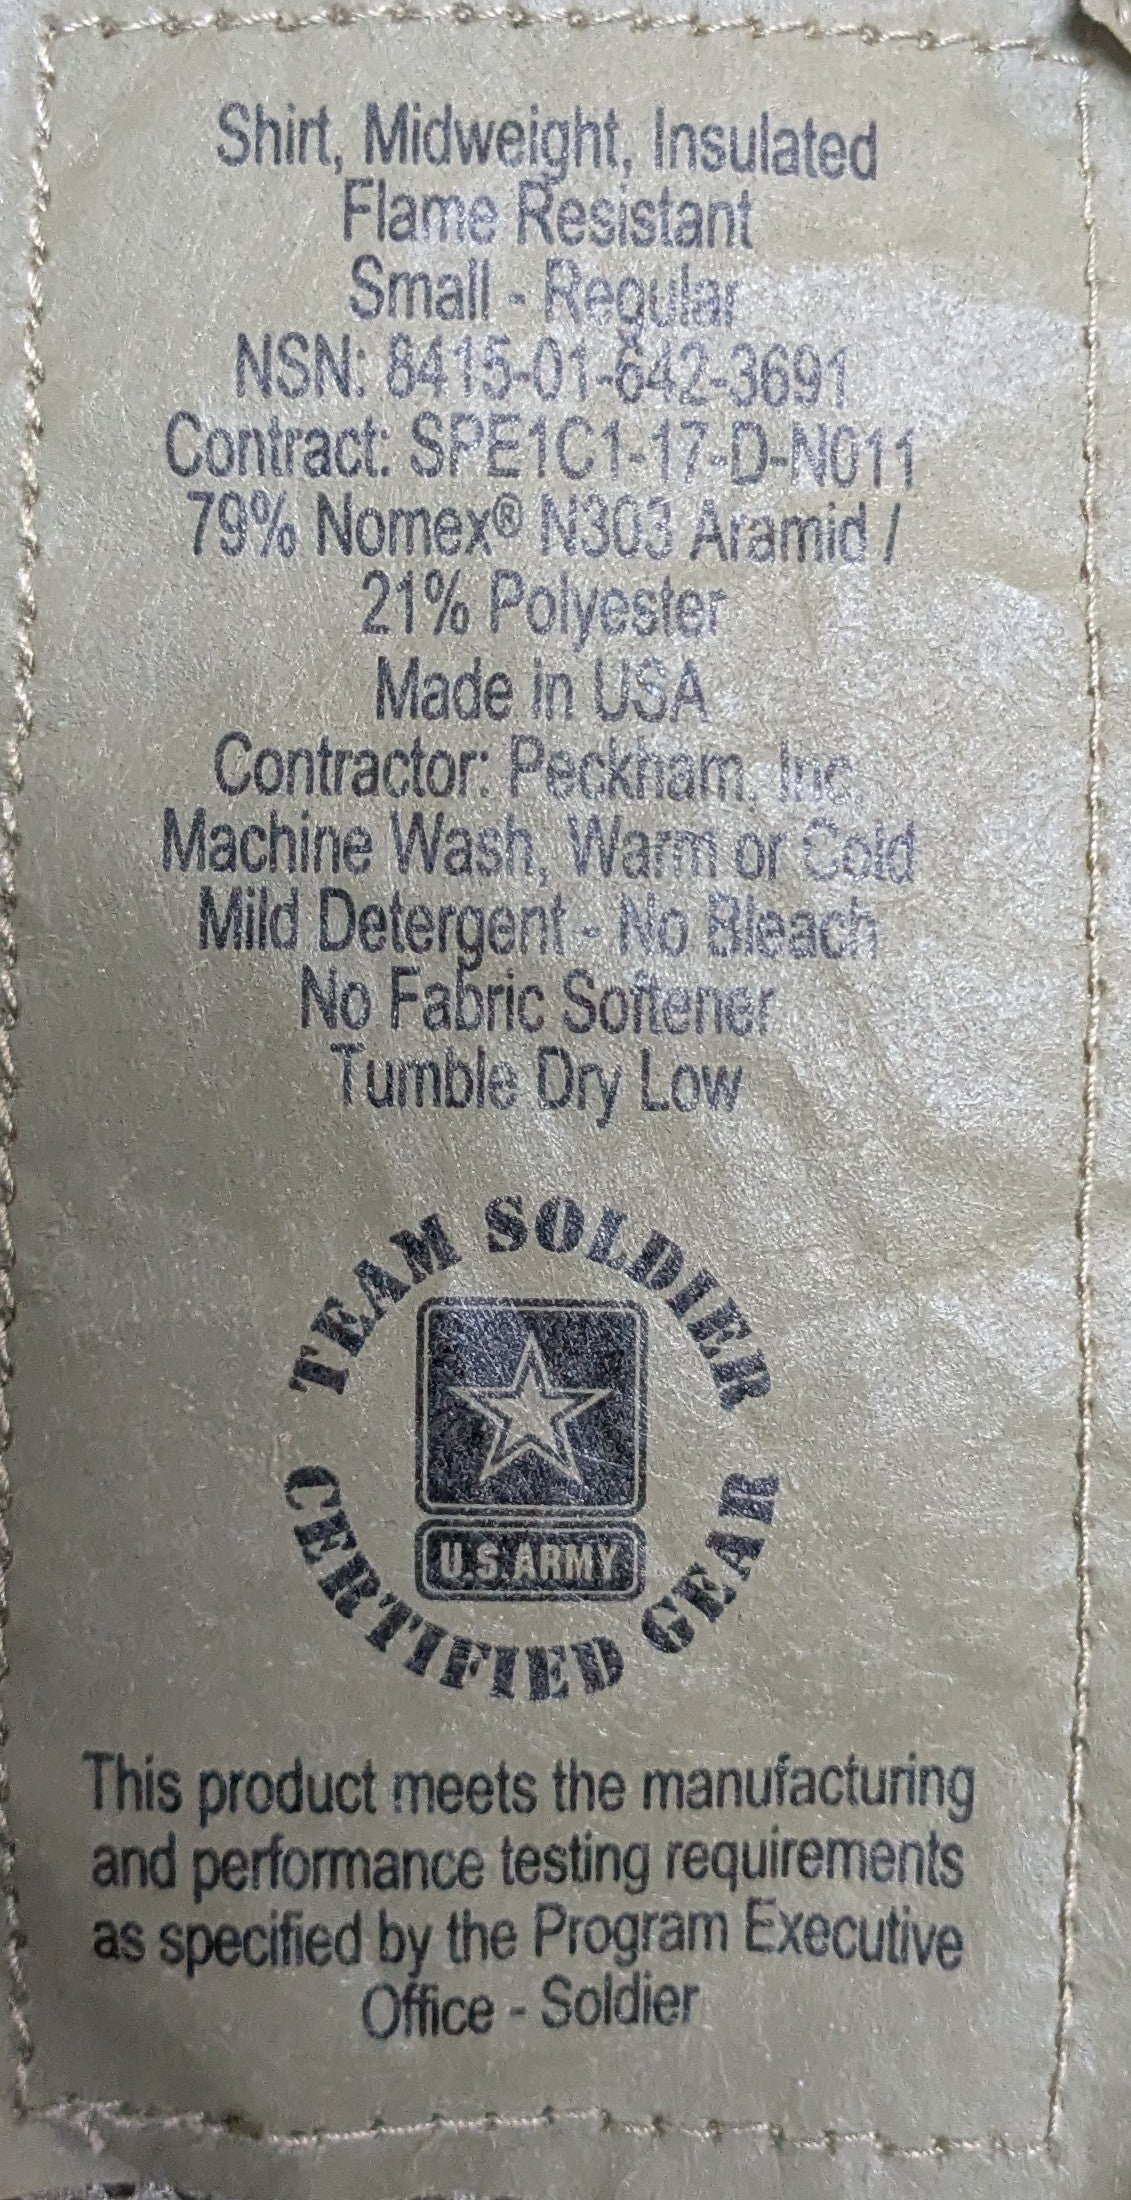 Shirt, Midweight, Insulated
Flame Resistant
Small - Regular
NSN: 8415-01-642-3691
Contract: SPE1C1-17-D-N011
79% Nomex® N303 Aramid /
21% Polyester
Made in USA
Contractor: Peckham, Inc.
Machine Wash, Warm or Cold
Mild Detergent - No Bleach
No Fabric Softener
Tumble Dry Low
TEAM SOLDIER
U.S.ARMY
CERTIFIED GEAR
This product meets the manufacturing
and performance testing requirements
as specified by the Program Executive
Office - Soldier